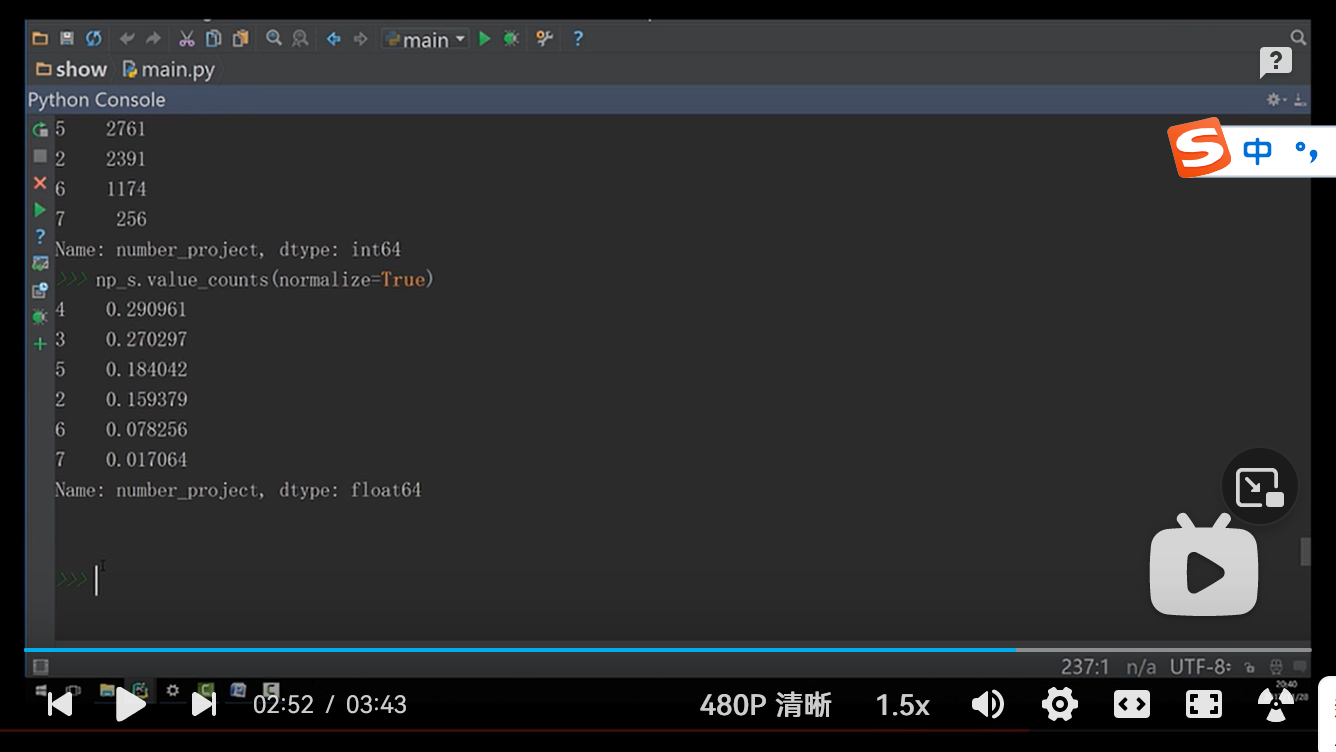 main
show main.py
Python Console
5 2761
2 2391
6 1174
7 256
Name: number_project, dtype: int64
>>> np_s.value_counts(normalize=True)
4 0.290961
3 0.270297
5 0.184042
2 0.159379
6 0.078256
7 0.017064
Name: number_project, dtype: float64
>>>
S 中 °,
237:1 n/a UTF-8
20:40
02:52 / 03:43 480P 清晰 1.5x